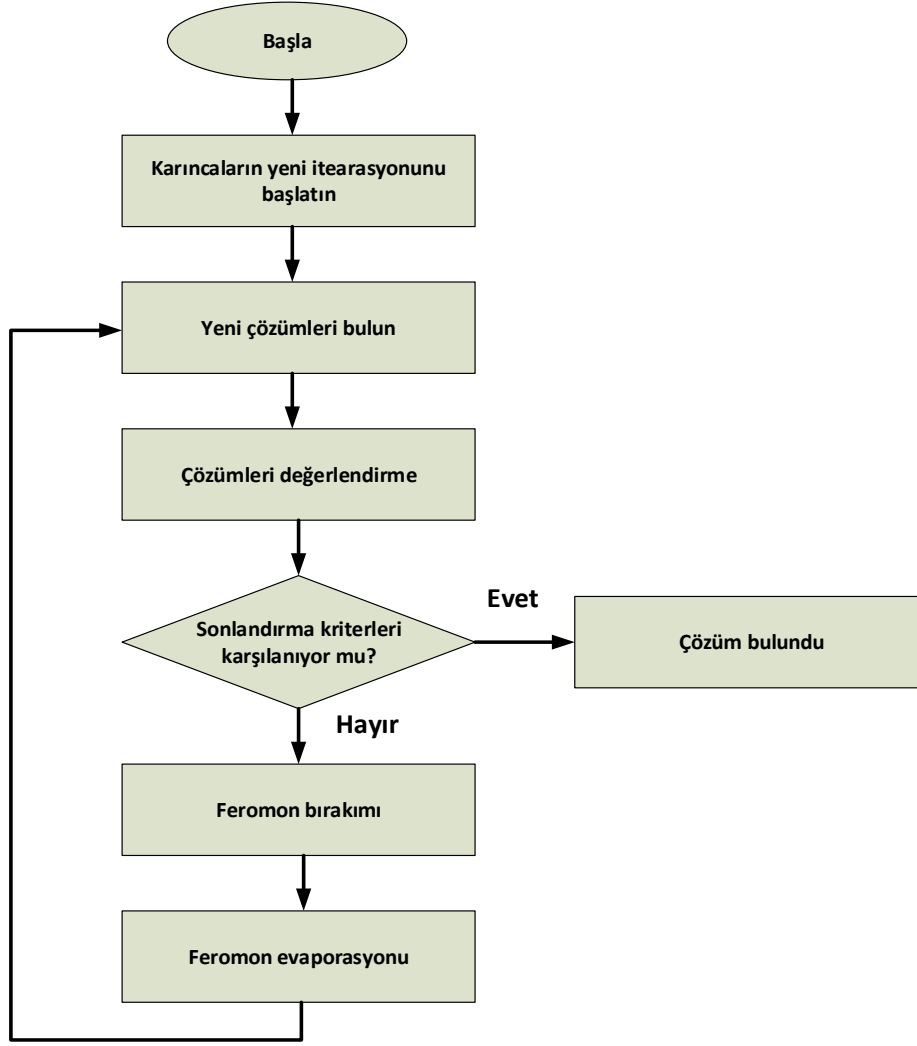 Başla
Karıncaların yeni itearasyonunu
başlatın
Yeni çözümleri bulun
Çözümleri değerlendirme
Sonlandırma kriterleri
karşılanıyor mu?
Evet
Çözüm bulundu
Hayır
Feromon bırakımı
Feromon evaporasyonu